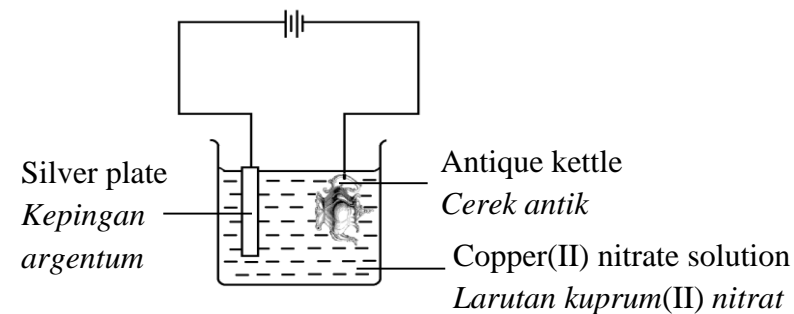 Silver plate
Kepingan
argentum
Antique kettle
Cerek antik
Copper(II) nitrate solution
Larutan kuprum(II) nitrat